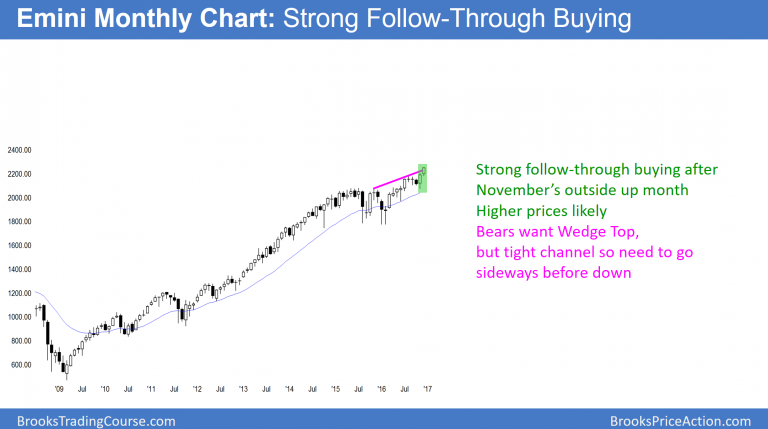 Emini Monthly Chart: Strong Follow-Through Buying
2400.00
2200.00
2000.00
1800.00
1600.00
1400.00
1200.00
1000.00
800.00
600.00
Strong follow-through buying after
November's outside up month
Higher prices likely
Bears want Wedge Top,
but tight channel so need to go
sideways before down
'09 Jul '10 Jul '11 Jul '12 Jul '13 Jul '14 Jul '15 Jul '16 Jul '17
BrooksTradingCourse.com BrooksPriceAction.com